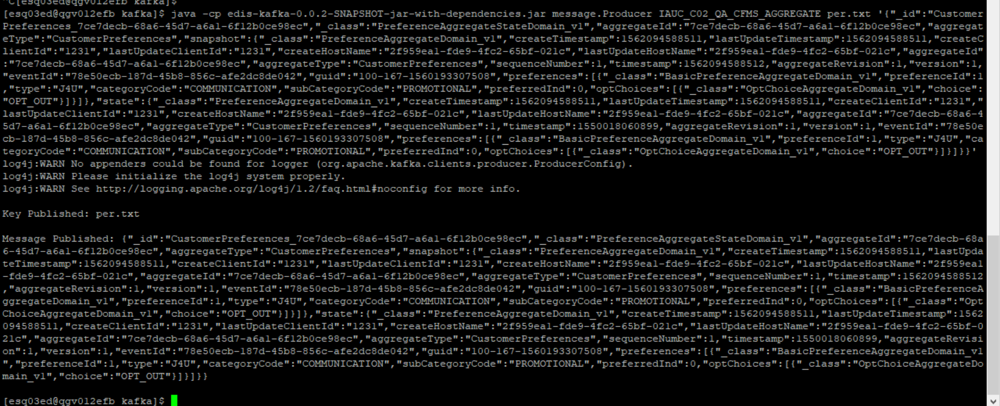 ^C[esq03ed@qgv012efb kafka]$
[esq03ed@qgv012efb kafka]$ java -cp edis-kafka-0.0.2-SNAPSHOT-jar-with-dependencies.jar message.Producer IAUC_C02_QA_CFMS_AGGREGATE per.txt '{"_id":"Customer
Preferences_7ce7decb-68a6-45d7-a6a1-6f12b0ce98ec","_class":"PreferenceAggregateStateDomain_v1","aggregateId":"7ce7decb-68a6-45d7-a6a1-6f12b0ce98ec","aggregat
eType":"CustomerPreferences","snapshot":{"_class":"PreferenceAggregateDomain_v1","createTimestamp":1562094588511,"lastUpdateTimestamp":1562094588511,"createC
lientId":"1231","lastUpdateClientId":"1231","createHostName":"2f959ea1-fde9-4fc2-65bf-021c","lastUpdateHostName":"2f959ea1-fde9-4fc2-65bf-021c","aggregateId"
:"7ce7decb-68a6-45d7-a6a1-6f12b0ce98ec","aggregateType":"CustomerPreferences","sequenceNumber":1,"timestamp":1562094588512,"aggregateRevision":1,"version":1,
"eventId":"78e50ecb-187d-45b8-856c-afe2dc8de042","guid":"100-167-1560193307508","preferences":[{"_class":"BasicPreferenceAggregateDomain_v1","preferenceId":1
,"type":"J4U","categoryCode":"COMMUNICATION","subCategoryCode":"PROMOTIONAL","preferredInd":0,"optChoices":[{"_class":"OptChoiceAggregateDomain_v1","choice":
"OPT_OUT"}]}]},"state":{"_class":"PreferenceAggregateDomain_v1","createTimestamp":1562094588511,"lastUpdateTimestamp":1562094588511,"createClientId":"1231","
lastUpdateClientId":"1231","createHostName":"2f959ea1-fde9-4fc2-65bf-021c","lastUpdateHostName":"2f959ea1-fde9-4fc2-65bf-021c","aggregateId":"7ce7decb-68a6-4
5d7-a6a1-6f12b0ce98ec","aggregateType":"CustomerPreferences","sequenceNumber":1,"timestamp":1550018060899,"aggregateRevision":1,"version":1,"eventId":"78e50e
cb-187d-45b8-856c-afe2dc8de042","guid":"100-167-1560193307508","preferences":[{"_class":"BasicPreferenceAggregateDomain_v1","preferenceId":1,"type":"J4U","ca
tegoryCode":"COMMUNICATION","subCategoryCode":"PROMOTIONAL","preferredInd":0,"optChoices":[{"_class":"OptChoiceAggregateDomain_v1","choice":"OPT_OUT"}]}]}}'
log4j:WARN No appenders could be found for logger (org.apache.kafka.clients.producer.ProducerConfig).
log4j:WARN Please initialize the log4j system properly.
log4j:WARN See http://logging.apache.org/log4j/1.2/faq.html#noconfig for more info.
Key Published: per.txt
Message Published: {"_id":"CustomerPreferences_7ce7decb-68a6-45d7-a6a1-6f12b0ce98ec","_class":"PreferenceAggregateStateDomain_v1","aggregateId":"7ce7decb-68a
6-45d7-a6a1-6f12b0ce98ec","aggregateType":"CustomerPreferences","snapshot":{"_class":"PreferenceAggregateDomain_v1","createTimestamp":1562094588511,"lastUpda
teTimestamp":1562094588511,"createClientId":"1231","lastUpdateClientId":"1231","createHostName":"2f959ea1-fde9-4fc2-65bf-021c","lastUpdateHostName":"2f959ea1
-fde9-4fc2-65bf-021c","aggregateId":"7ce7decb-68a6-45d7-a6a1-6f12b0ce98ec","aggregateType":"CustomerPreferences","sequenceNumber":1,"timestamp":1562094588512
,"aggregateRevision":1,"version":1,"eventId":"78e50ecb-187d-45b8-856c-afe2dc8de042","guid":"100-167-1560193307508","preferences":[{"_class":"BasicPreferenceA
ggregateDomain_v1","preferenceId":1,"type":"J4U","categoryCode":"COMMUNICATION","subCategoryCode":"PROMOTIONAL","preferredInd":0,"optChoices":[{"_class":"Opt
ChoiceAggregateDomain_v1","choice":"OPT_OUT"}]}]},"state":{"_class":"PreferenceAggregateDomain_v1","createTimestamp":1562094588511,"lastUpdateTimestamp":1562
094588511,"createClientId":"1231","lastUpdateClientId":"1231","createHostName":"2f959ea1-fde9-4fc2-65bf-021c","lastUpdateHostName":"2f959ea1-fde9-4fc2-65bf-0
21c","aggregateId":"7ce7decb-68a6-45d7-a6a1-6f12b0ce98ec","aggregateType":"CustomerPreferences","sequenceNumber":1,"timestamp":1550018060899,"aggregateRevisi
on":1,"version":1,"eventId":"78e50ecb-187d-45b8-856c-afe2dc8de042","guid":"100-167-1560193307508","preferences":[{"_class":"BasicPreferenceAggregateDomain_v1
","preferenceId":1,"type":"J4U","categoryCode":"COMMUNICATION","subCategoryCode":"PROMOTIONAL","preferredInd":0,"optChoices":[{"_class":"OptChoiceAggregateDo
main_v1","choice":"OPT_OUT"}]}]}}
[esq03ed@qgv012efb kafka]$